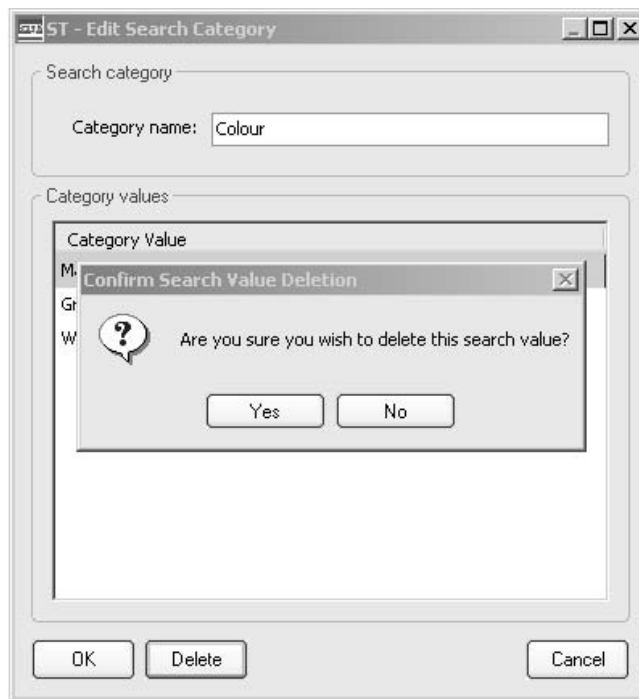 ST - Edit Search Category
Search category
Category name: Colour
Category values
Category Value
Confirm Search Value Deletion
Are you sure you wish to delete this search value?
Yes No
OK Delete Cancel